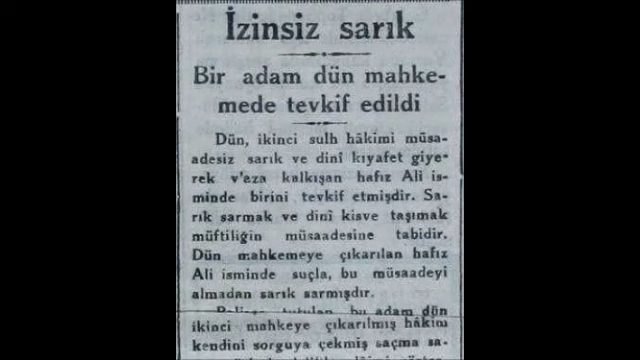 İzinsiz sarık
Bir adam dün mahke-
mede tevkif edildi
Dün, ikinci sulh hâkimi müsa-
adesiz sarık ve dinî kıyafet giye-
rek v'aza kalkışan hafız Ali is-
minde birini tevkif etmişdir. Sa-
rık sarmak ve dinî kisve taşımak
müftiliğin müsaadesine tabidir.
Dün mahkemeye çıkarılan hafız
Ali isminde suçla, bu müsaadeyi
almadan sarık sarmışdır.
bu adam dün
ikinci mahkeye çıkarılmış hâkim
kendini sorguya çekmiş saçma sa-